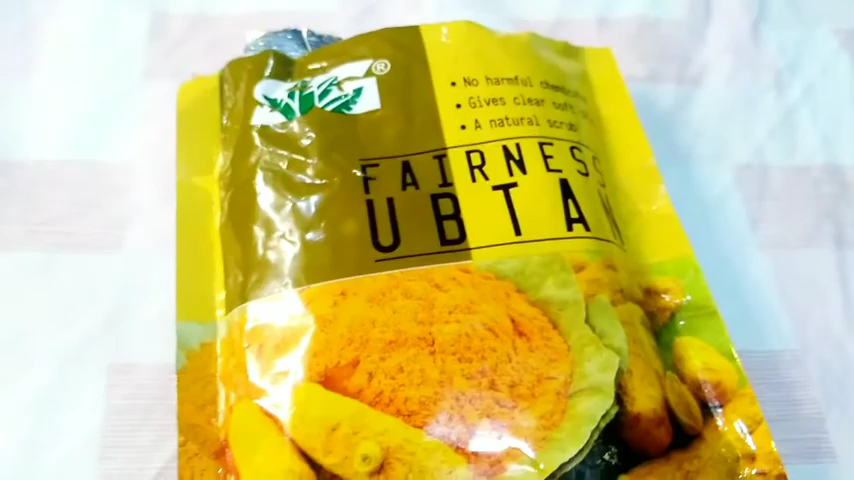 ®
• No harmful
• Gives clear soft
• A natural scrub
FAIRNESS
UBTAN